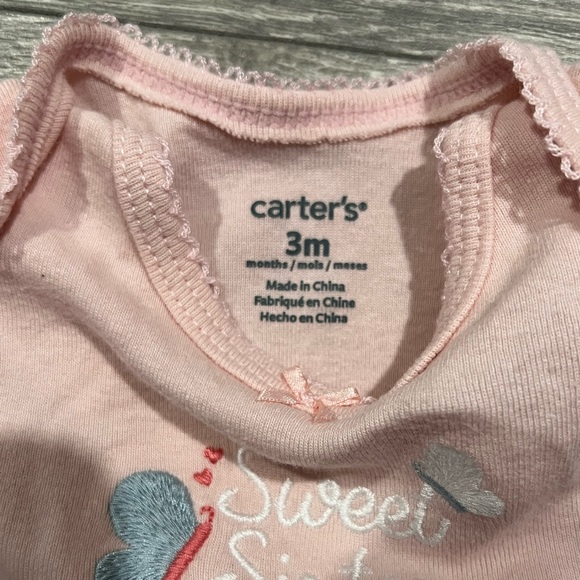 carter's®
3m
months / mois / meses
Made in China
Fabriqué en Chine
Hecho en China
Sweet